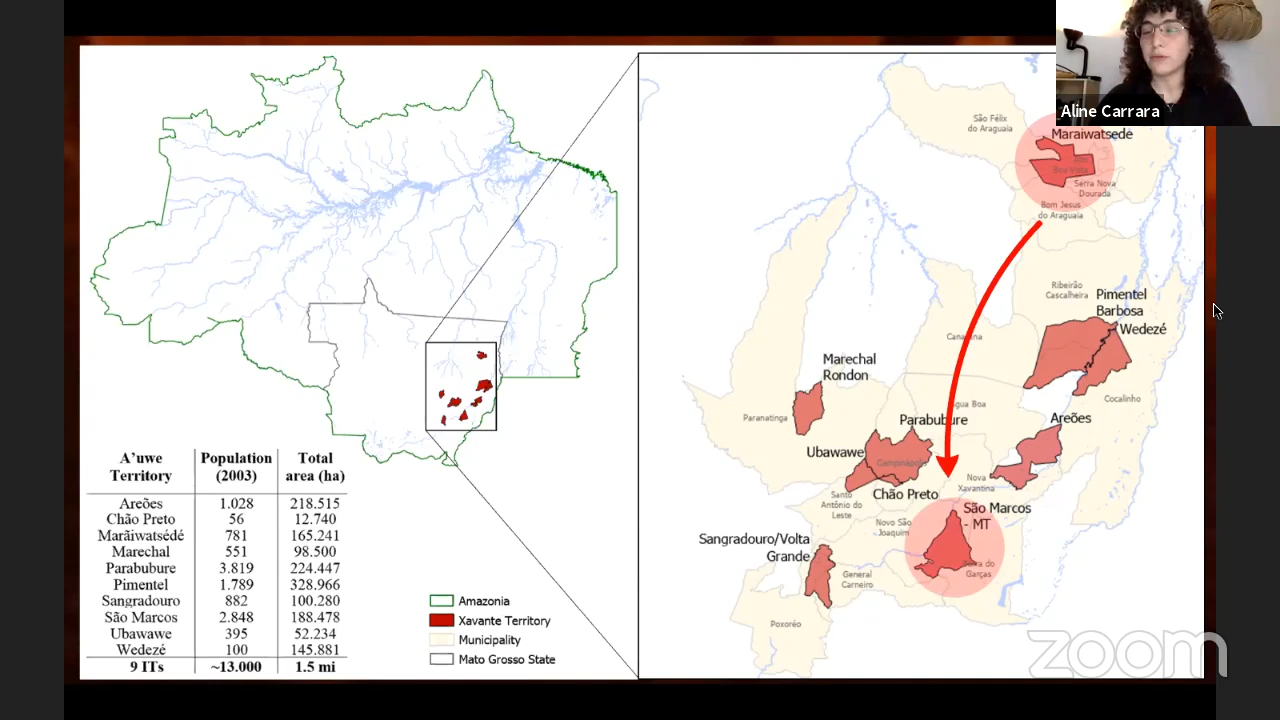 Aline Carrara
A'uwe Territory Population (2003) Total area (ha)
Areões 1.028 218.515
Chão Preto 56 12.740
Marãiwatsédé 781 165.241
Marechal 551 98.500
Parabubure 3.819 224.447
Pimentel 1.789 328.966
Sangradouro 882 100.280
São Marcos 2.848 188.478
Ubawawe 395 52.234
Wedezé 100 145.881
9 ITs ~13.000 1.5 mi
Amazonia
Xavante Territory
Municipality
Mato Grosso State
São Félix
do Araguaia
Maraiwatsede
Boa Vista
Serra Nova
Dourada
Bom Jesus
do Araguaia
Ribeirão
Cascalheira
Pimentel
Barbosa
Wedezé
Canarana
Marechal
Rondon
Cocalinho
Paranatinga
Água Boa
Parabubure
Areões
Ubawawe
Campinápolis
Chão Preto
Nova
Xavantina
Santo
Antônio do
Leste
São Marcos
- MT
Novo São
Joaquim
Sangradouro/Volta
Grande
Barra do
Garças
General
Carneiro
Poxoréo
zoom